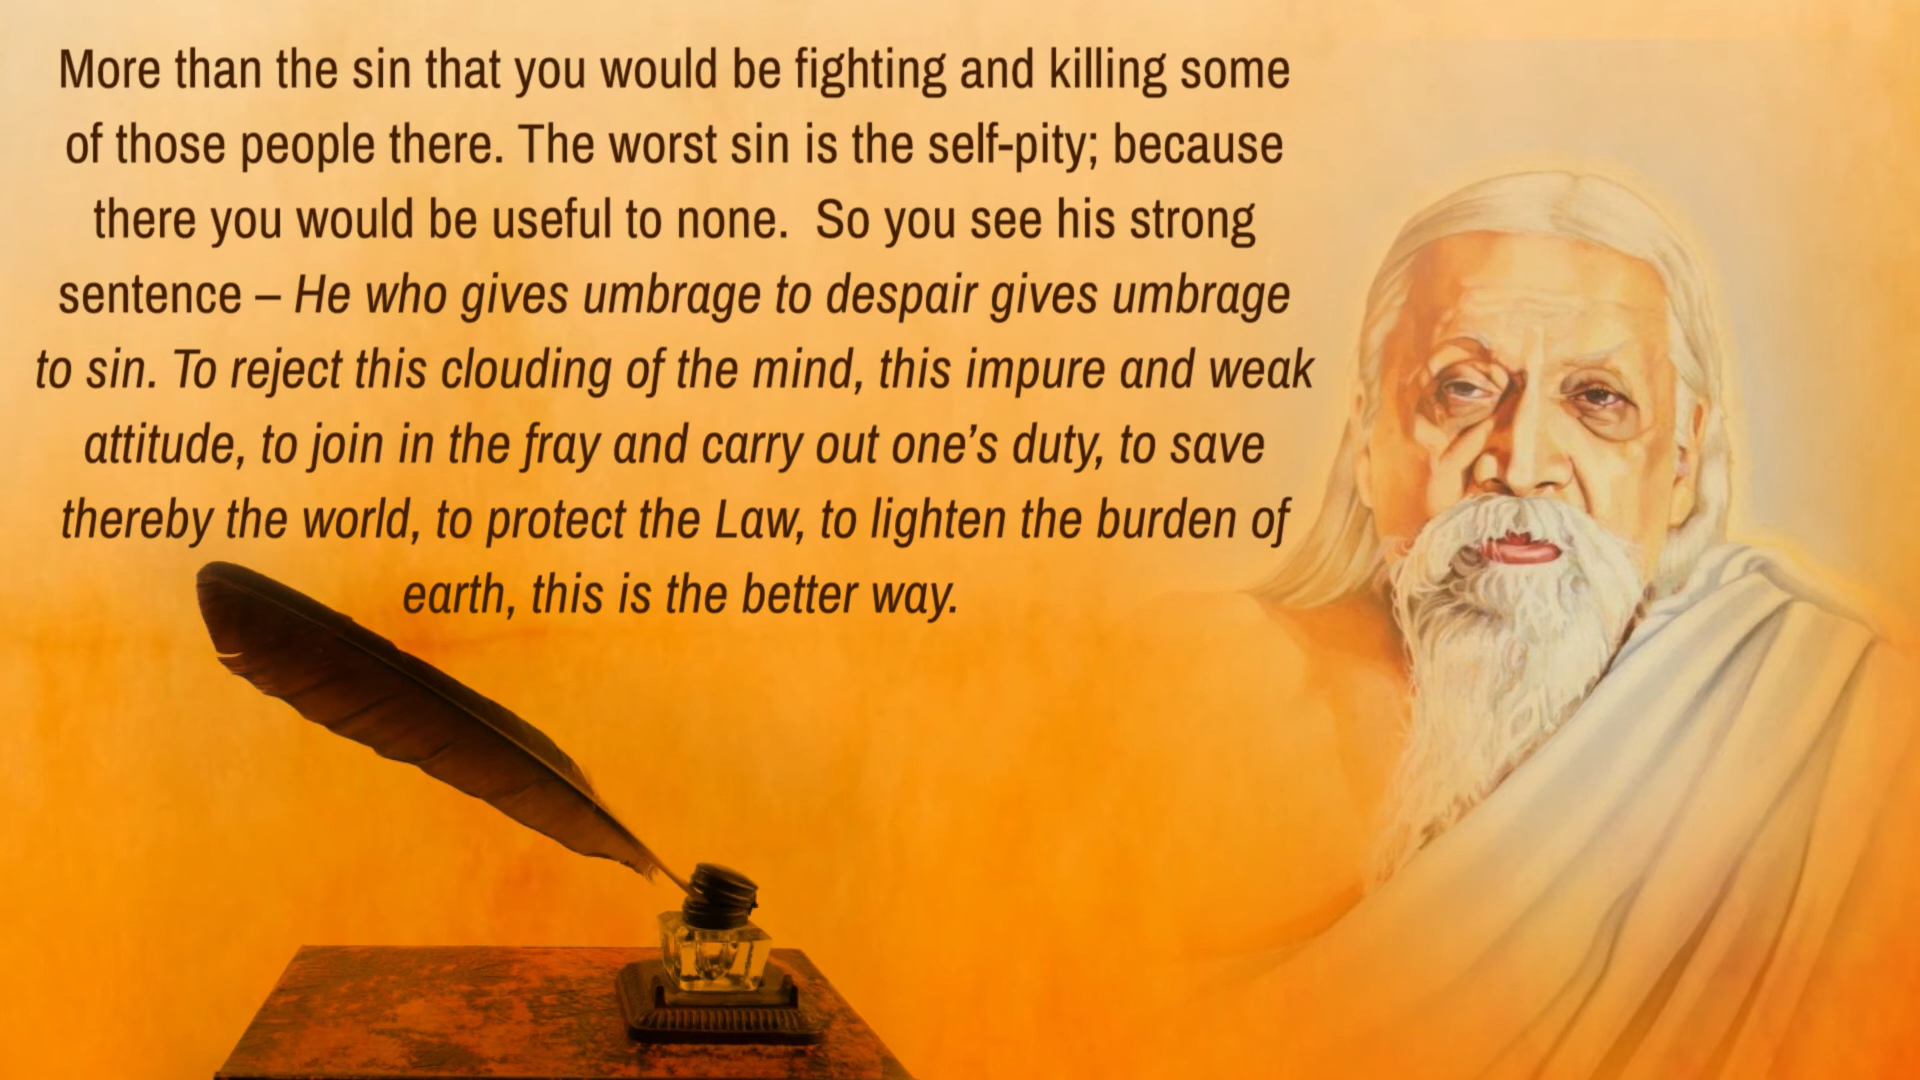 More than the sin that you would be fighting and killing some
of those people there. The worst sin is the self-pity; because
there you would be useful to none.  So you see his strong
sentence – He who gives umbrage to despair gives umbrage
to sin. To reject this clouding of the mind, this impure and weak
attitude, to join in the fray and carry out one’s duty, to save
thereby the world, to protect the Law, to lighten the burden of
earth, this is the better way.